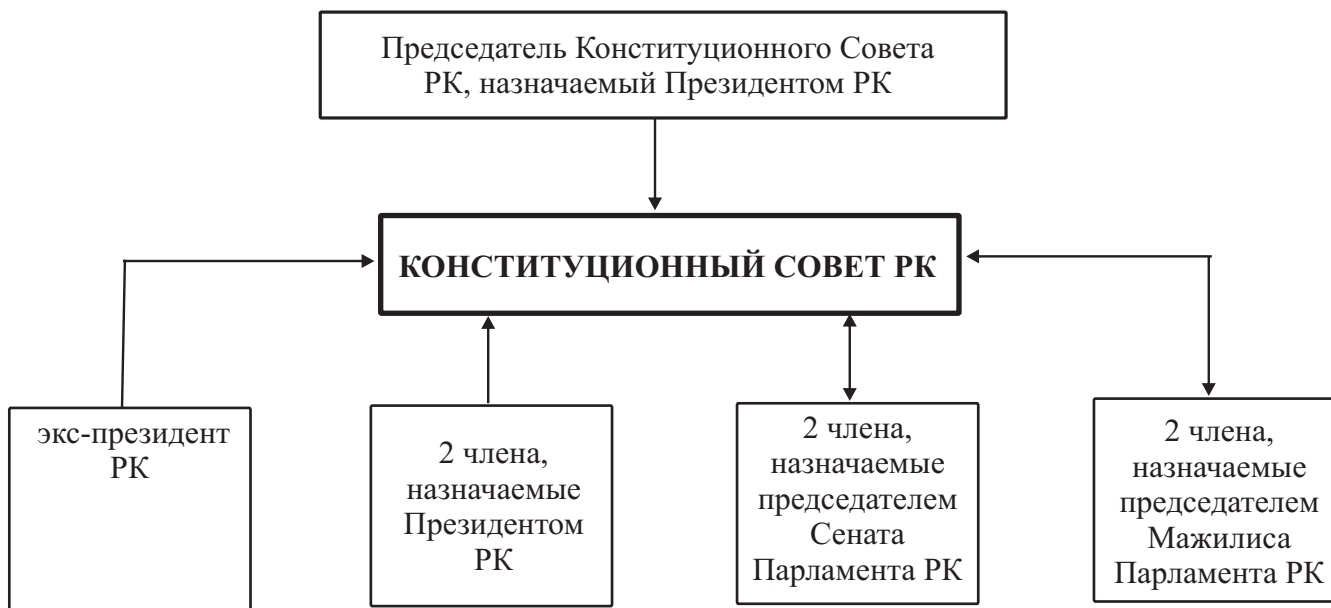 Председатель Конституционного Совета
РК, назначаемый Президентом РК
КОНСТИТУЦИОННЫЙ СОВЕТ РК
экс-президент
РК
2 члена,
назначаемые
Президентом
РК
2 члена,
назначаемые
председателем
Сената
Парламента РК
2 члена,
назначаемые
председателем
Мажилиса
Парламента РК